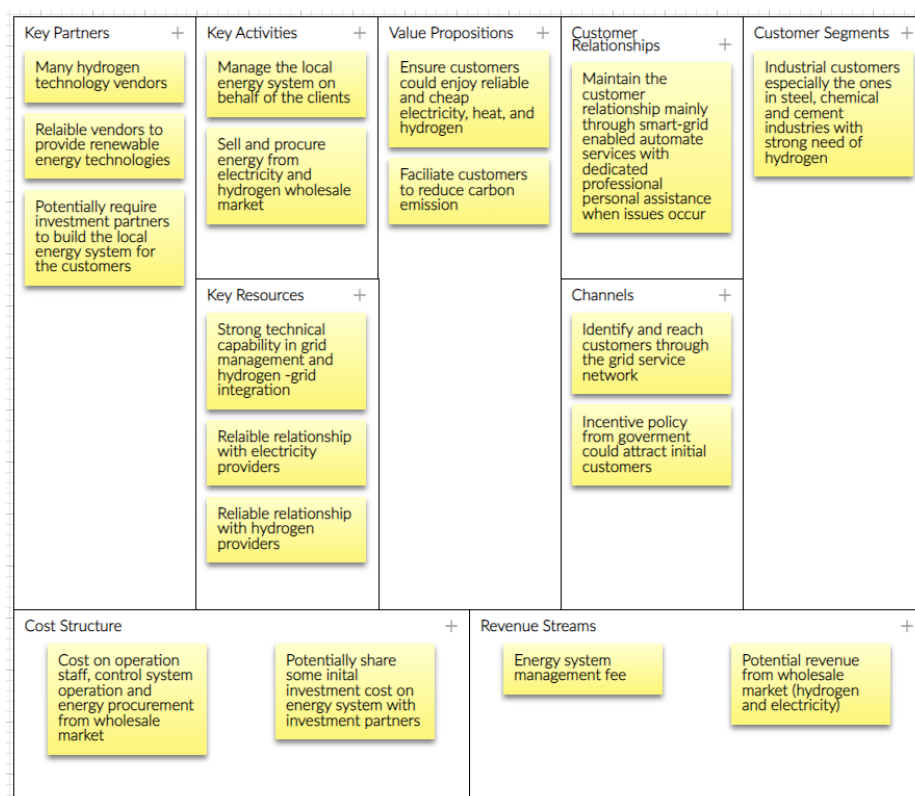 Key Partners
Many hydrogen
technology vendors
Relaible vendors to
provide renewable
energy technologies
Potentially require
investment partners
to build the local
energy system for
the customers
Key Activities
Manage the local
energy system on
behalf of the clients
Sell and procure
energy from
electricity and
hydrogen wholesale
market
Key Resources
Strong technical
capability in grid
management and
hydrogen -grid
integration
Relaible relationship
with electricity
providers
Reliable relationship
with hydrogen
providers
Value Propositions
Ensure customers
could enjoy reliable
and cheap
electricity, heat, and
hydrogen
Faciliate customers
to reduce carbon
emission
Customer
Relationships
Maintain the
customer
relationship mainly
through smart-grid
enabled automate
services with
dedicated
professional
personal assistance
when issues occur
Channels
Identify and reach
customers through
the grid service
network
Incentive policy
from goverment
could attract initial
customers
Customer Segments
Industrial customers
especially the ones
in steel, chemical
and cement
industries with
strong need of
hydrogen
Cost Structure
Cost on operation
staff, control system
operation and
energy procurement
from wholesale
market
Potentially share
some inital
investment cost on
energy system with
investment partners
Revenue Streams
Energy system
management fee
Potential revenue
from wholesale
market (hydrogen
and electricity)